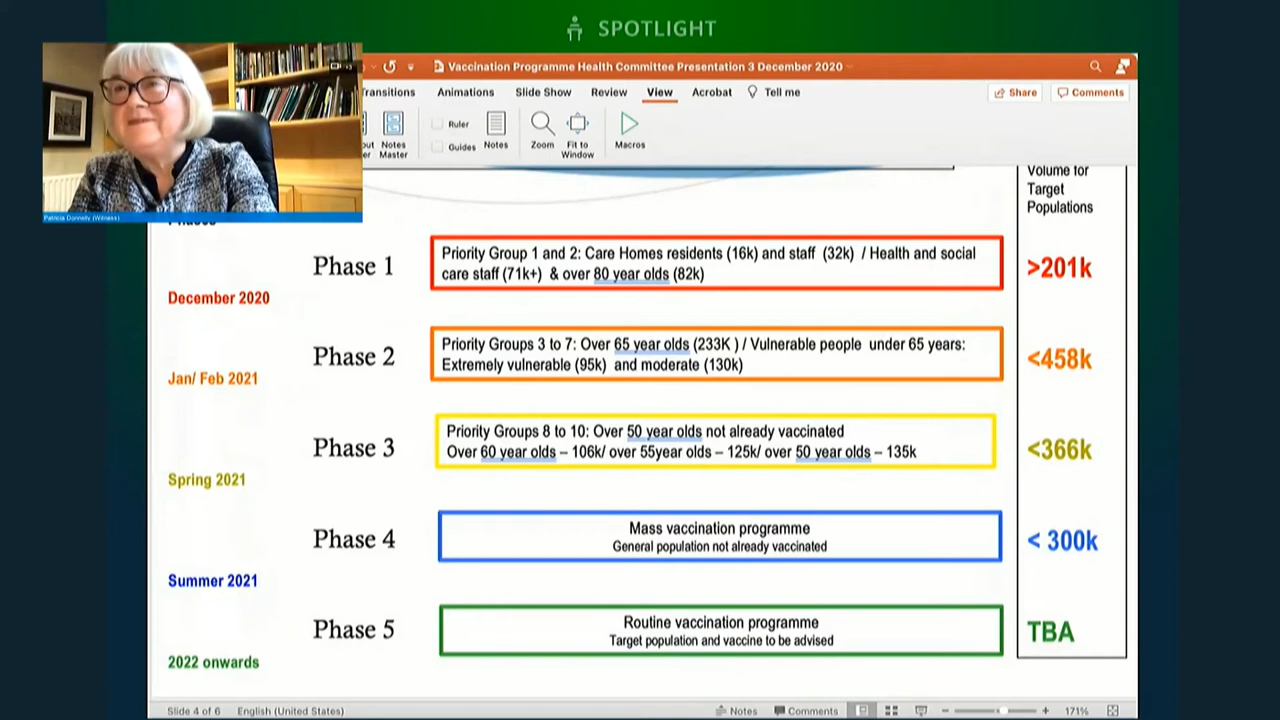 SPOTLIGHT
Vaccination Programme Health Committee Presentation 3 December 2020
Animations Slide Show Review View Acrobat Tell me
Share Comments
Ruler
Guides
Notes
Master
Notes
Zoom
Fit to
Window
Macros
Patricia Donnelly (Witness)
Volume for
Target
Populations
Phase 1
Priority Group 1 and 2: Care Homes residents (16k) and staff (32k) / Health and social
care staff (71k+) & over 80 year olds (82k)
>201k
December 2020
Phase 2
Priority Groups 3 to 7: Over 65 year olds (233K ) / Vulnerable people under 65 years:
Extremely vulnerable (95k) and moderate (130k)
<458k
Jan/ Feb 2021
Phase 3
Priority Groups 8 to 10: Over 50 year olds not already vaccinated
Over 60 year olds – 106k/ over 55year olds – 125k/ over 50 year olds – 135k
<366k
Spring 2021
Phase 4
Mass vaccination programme
General population not already vaccinated
< 300k
Summer 2021
Phase 5
Routine vaccination programme
Target population and vaccine to be advised
TBA
2022 onwards
Slide 4 of 6 English (United States) Notes Comments 171%